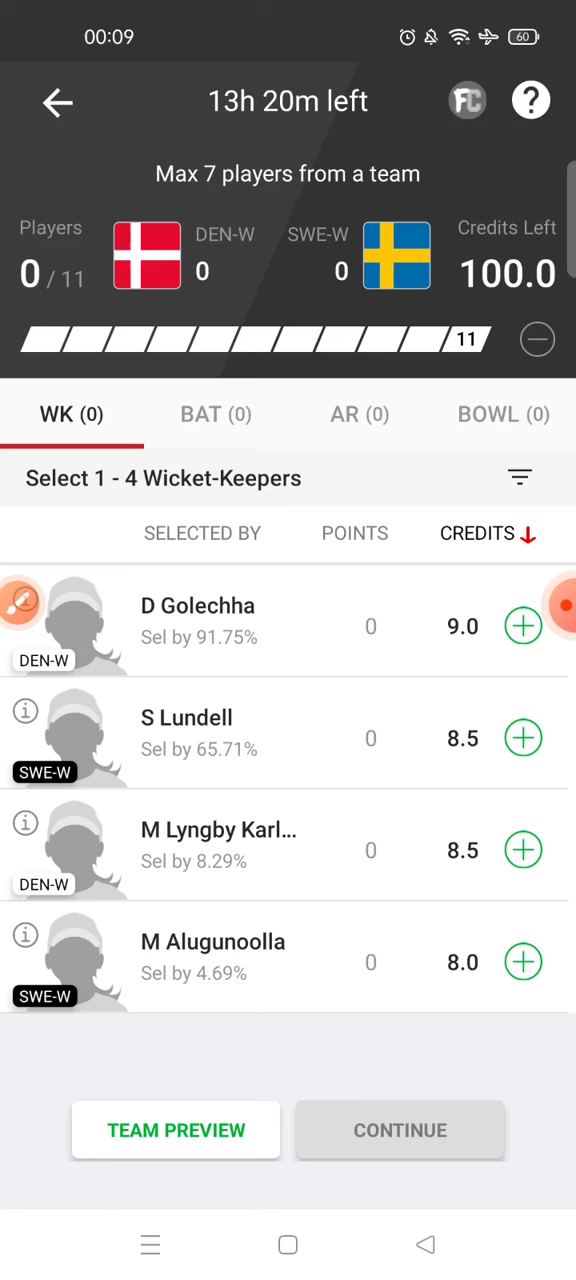 00:09
60
13h 20m left
FC
?
Max 7 players from a team
Players
DEN-W
SWE-W
Credits Left
0 / 11
0
0
100.0
11
WK (0)
BAT (0)
AR (0)
BOWL (0)
Select 1 - 4 Wicket-Keepers
SELECTED BY
POINTS
CREDITS
D Golechha
Sel by 91.75%
0
9.0
DEN-W
S Lundell
Sel by 65.71%
0
8.5
SWE-W
M Lyngby Karl...
Sel by 8.29%
0
8.5
DEN-W
M Alugunoolla
Sel by 4.69%
0
8.0
SWE-W
TEAM PREVIEW
CONTINUE